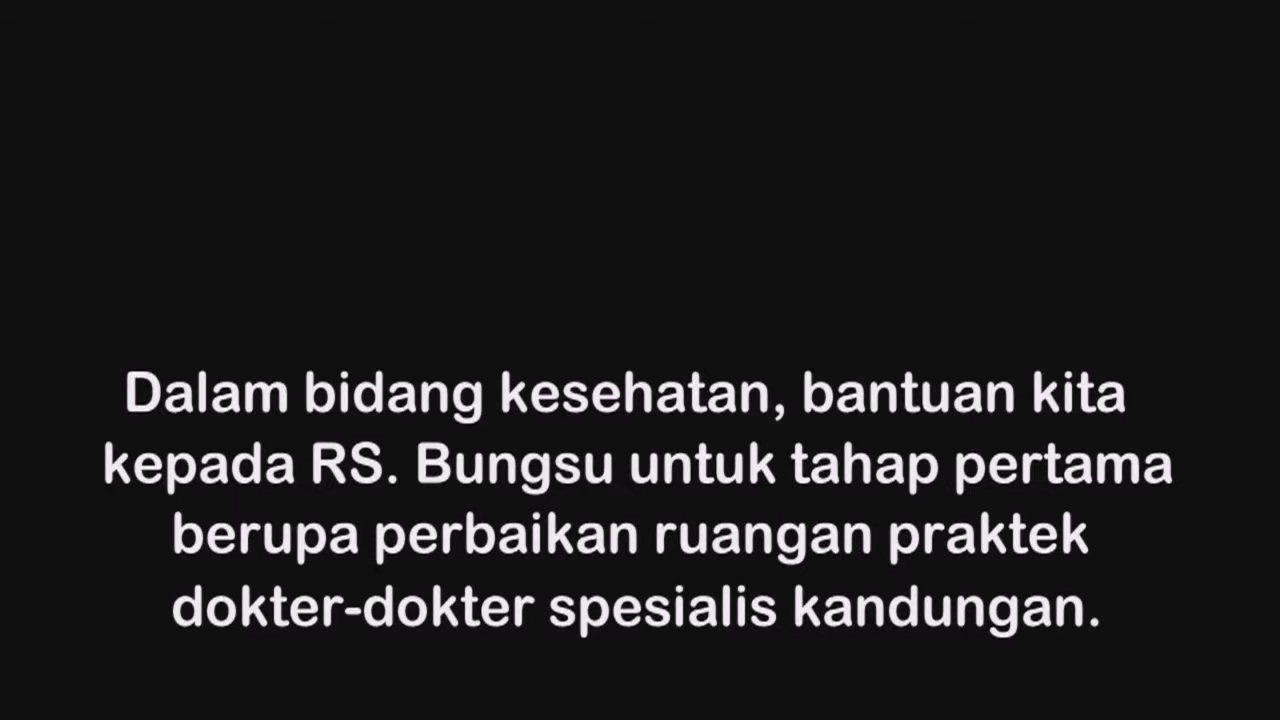 Dalam bidang kesehatan, bantuan kita
kepada RS. Bungsu untuk tahap pertama
berupa perbaikan ruangan praktek
dokter-dokter spesialis kandungan.